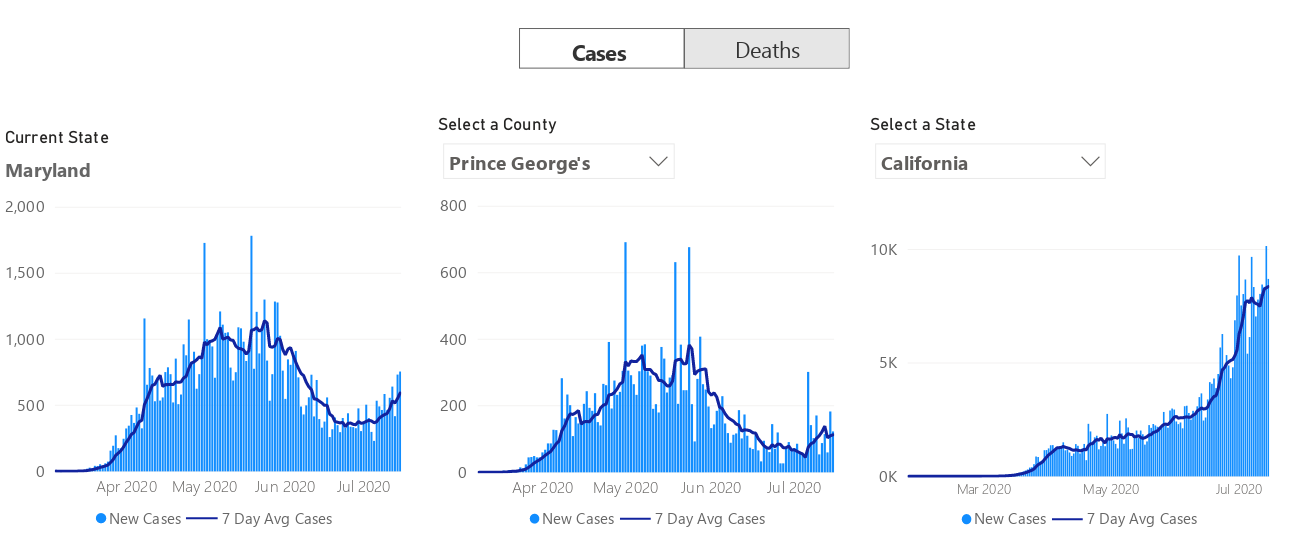 Cases
Deaths
Current State
Maryland
2,000
1,500
1,000
500
0
Apr 2020 May 2020 Jun 2020 Jul 2020
New Cases 7 Day Avg Cases
Select a County
Prince George's
800
600
400
200
0
Apr 2020 May 2020 Jun 2020 Jul 2020
New Cases 7 Day Avg Cases
Select a State
California
10K
5K
0K
Mar 2020 May 2020 Jul 2020
New Cases 7 Day Avg Cases